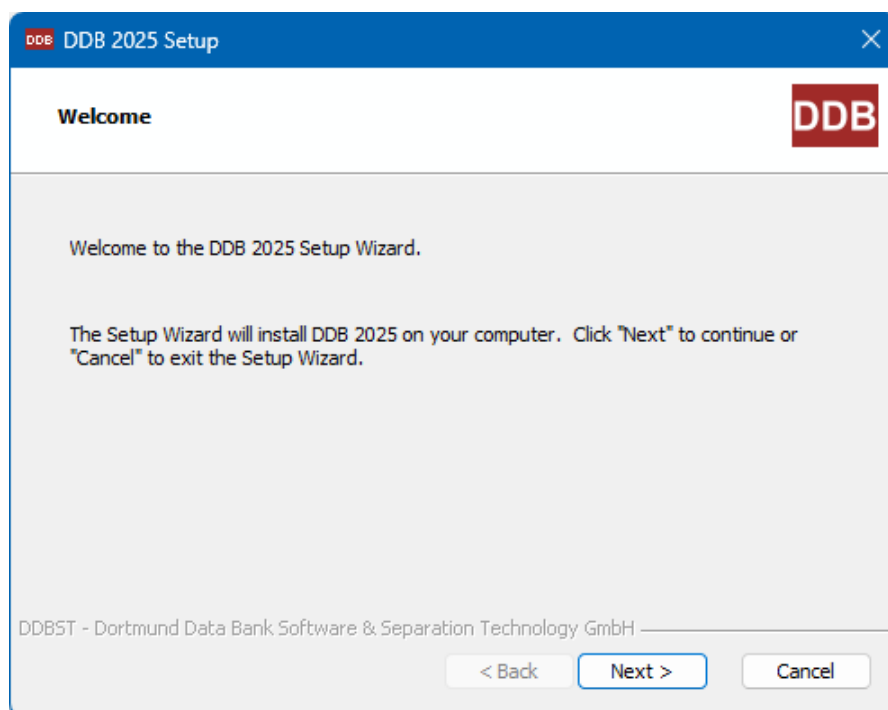 DDB DDB 2025 Setup
Welcome
DDB
Welcome to the DDB 2025 Setup Wizard.
The Setup Wizard will install DDB 2025 on your computer.  Click "Next" to continue or
"Cancel" to exit the Setup Wizard.
DDBST - Dortmund Data Bank Software & Separation Technology GmbH
< Back Next > Cancel